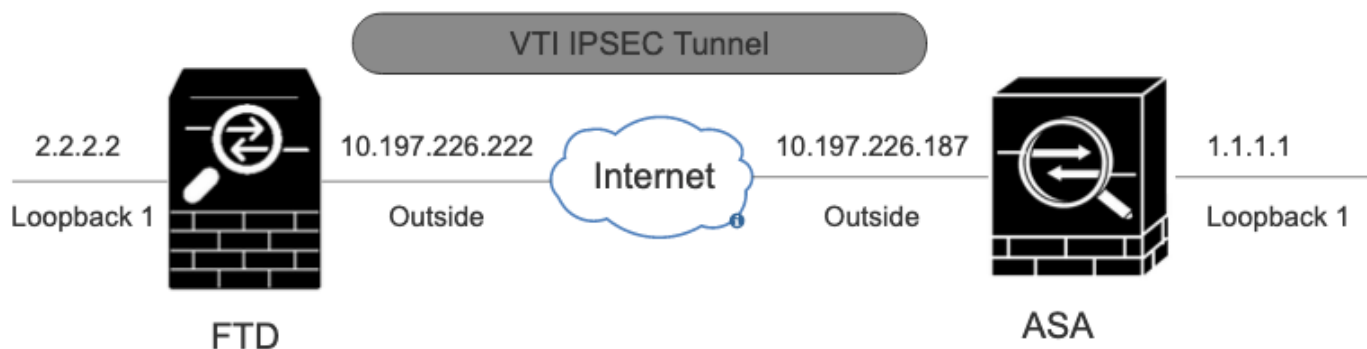 VTI IPSEC Tunnel
2.2.2.2
10.197.226.222
Internet
10.197.226.187
1.1.1.1
Loopback 1
Outside
Outside
Loopback 1
FTD
ASA